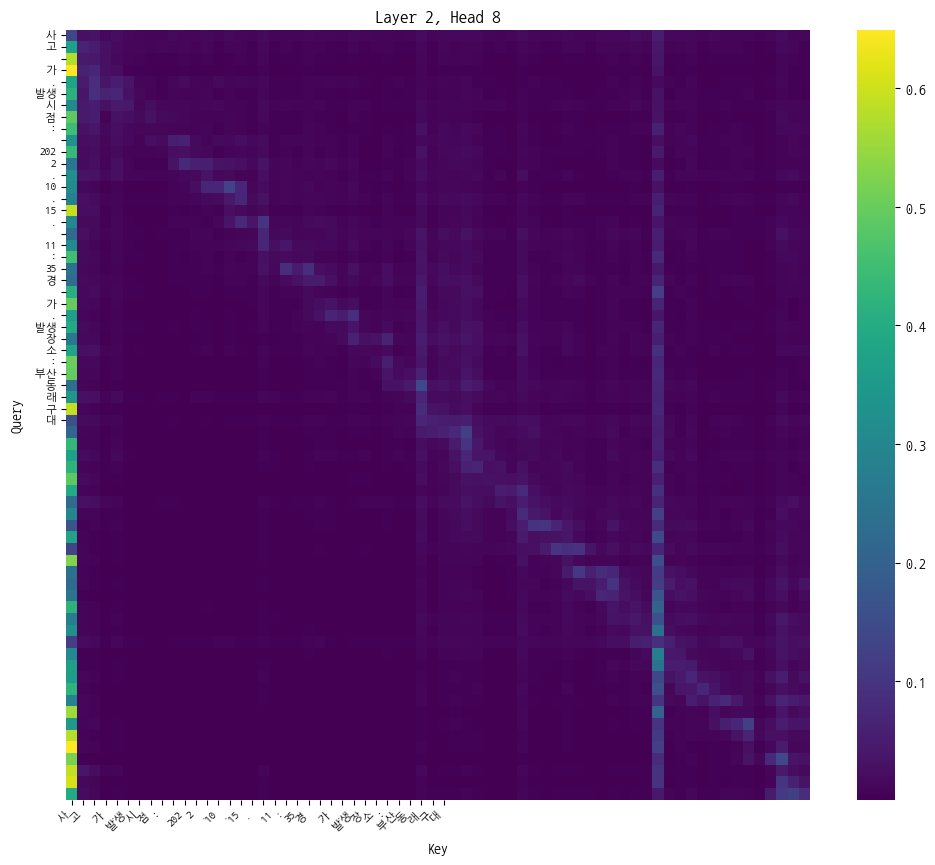 Layer 2, Head 8
사
고
가
.
발생
시
점
:
202
2
.
10
.
15
.
11
:
35
경
가
.
발생
장
소
:
부산
동
래
구
대
Query
사 고 가 . 발생 시 점 : 202 2 . 10 . 15 . 11 : 35 경 가 . 발생 장 소 : 부산 동 래 구 대
Key
0.6
0.5
0.4
0.3
0.2
0.1